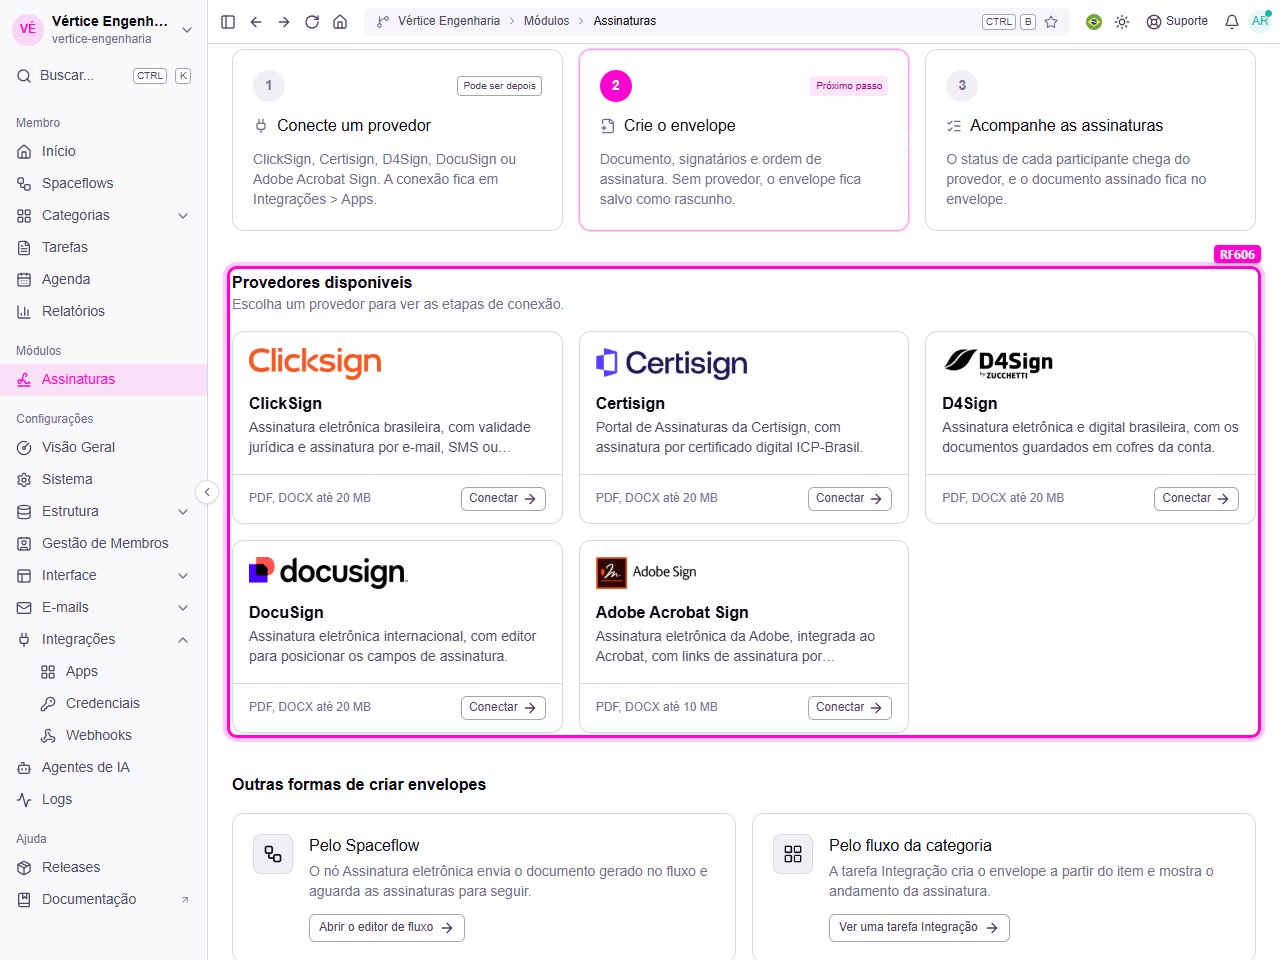 VÉ
Vértice Engenh...
vertice-engenharia
Buscar...
CTRL K
Membro
Início
Spaceflows
Categorias
Tarefas
Agenda
Relatórios
Módulos
Assinaturas
Configurações
Visão Geral
Sistema
Estrutura
Gestão de Membros
Interface
E-mails
Integrações
Apps
Credenciais
Webhooks
Agentes de IA
Logs
Ajuda
Releases
Documentação
Vértice Engenharia
Módulos
Assinaturas
CTRL B
Suporte
AR
1
Pode ser depois
Conecte um provedor
ClickSign, Certisign, D4Sign, DocuSign ou
Adobe Acrobat Sign. A conexão fica em
Integrações > Apps.
2
Próximo passo
Crie o envelope
Documento, signatários e ordem de
assinatura. Sem provedor, o envelope fica
salvo como rascunho.
3
Acompanhe as assinaturas
O status de cada participante chega do
provedor, e o documento assinado fica no
envelope.
RF606
Provedores disponíveis
Escolha um provedor para ver as etapas de conexão.
Clicksign
ClickSign
Assinatura eletrônica brasileira, com validade
jurídica e assinatura por e-mail, SMS ou...
PDF, DOCX até 20 MB
Conectar
Certisign
Certisign
Portal de Assinaturas da Certisign, com
assinatura por certificado digital ICP-Brasil.
PDF, DOCX até 20 MB
Conectar
D4Sign
by ZUCCHETTI
D4Sign
Assinatura eletrônica e digital brasileira, com os
documentos guardados em cofres da conta.
PDF, DOCX até 20 MB
Conectar
docusign.
DocuSign
Assinatura eletrônica internacional, com editor
para posicionar os campos de assinatura.
PDF, DOCX até 20 MB
Conectar
Adobe Sign
Adobe Acrobat Sign
Assinatura eletrônica da Adobe, integrada ao
Acrobat, com links de assinatura por...
PDF, DOCX até 10 MB
Conectar
Outras formas de criar envelopes
Pelo Spaceflow
O nó Assinatura eletrônica envia o documento gerado no fluxo e
aguarda as assinaturas para seguir.
Abrir o editor de fluxo
Pelo fluxo da categoria
A tarefa Integração cria o envelope a partir do item e mostra o
andamento da assinatura.
Ver uma tarefa Integração